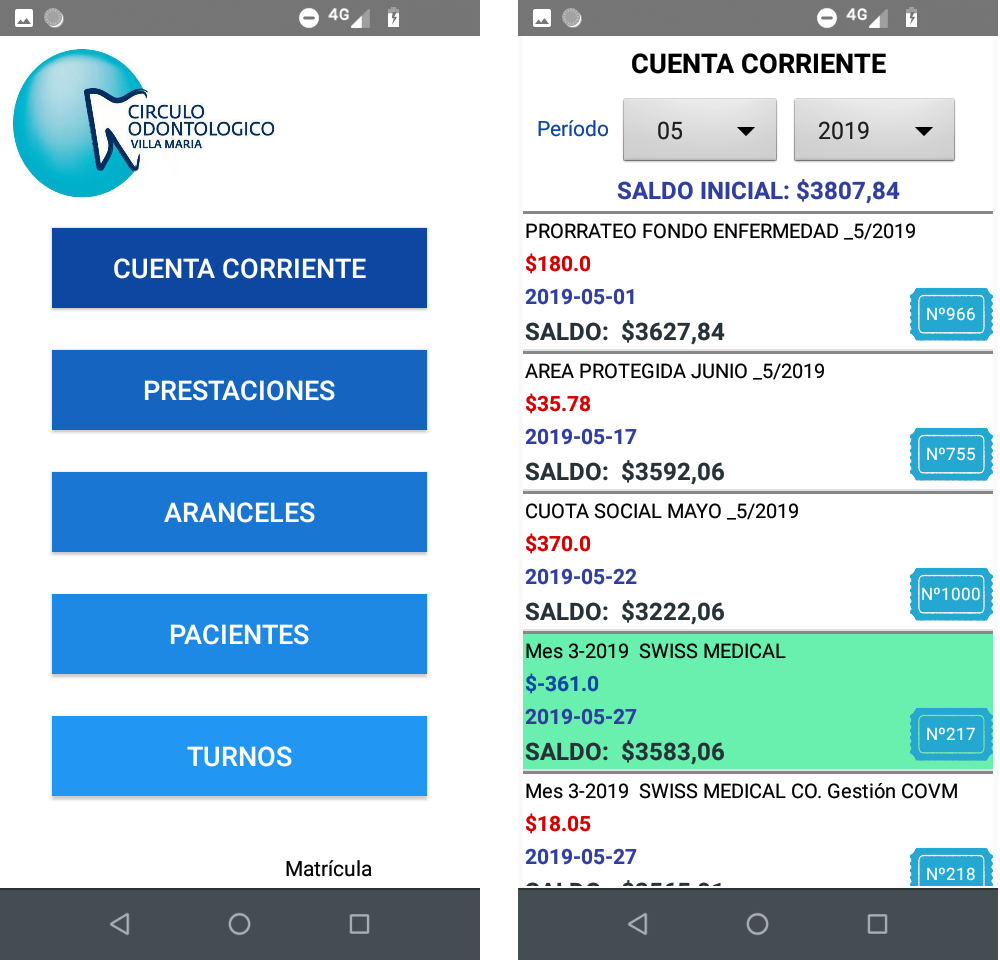 4G
CIRCULO
ODONTOLOGICO
VILLA MARIA
CUENTA CORRIENTE
PRESTACIONES
ARANCELES
PACIENTES
TURNOS
Matrícula
4G
CUENTA CORRIENTE
Período 05 2019
SALDO INICIAL: $3807,84
PRORRATEO FONDO ENFERMEDAD _5/2019
$180.0
2019-05-01
SALDO: $3627,84
Nº966
AREA PROTEGIDA JUNIO _5/2019
$35.78
2019-05-17
SALDO: $3592,06
Nº755
CUOTA SOCIAL MAYO _5/2019
$370.0
2019-05-22
SALDO: $3222,06
Nº1000
Mes 3-2019 SWISS MEDICAL
$-361.0
2019-05-27
SALDO: $3583,06
Nº217
Mes 3-2019 SWISS MEDICAL CO. Gestión COVM
$18.05
2019-05-27
Nº218